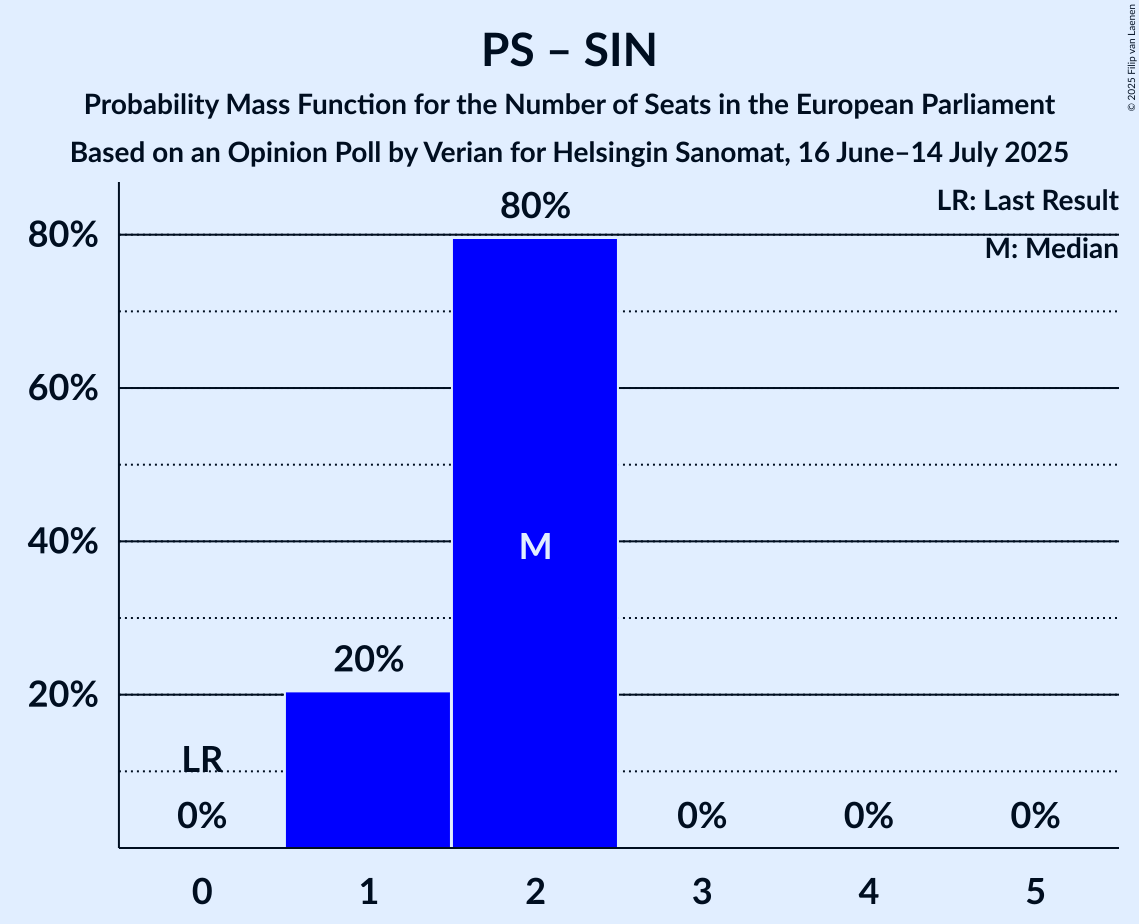 PS – SIN
Probability Mass Function for the Number of Seats in the European Parliament
Based on an Opinion Poll by Verian for Helsingin Sanomat, 16 June–14 July 2025
© 2025 Filip van Laenen
LR: Last Result
M: Median
80%
60%
40%
20%
LR
0%
20%
80%
M
0%
0%
0%
0
1
2
3
4
5